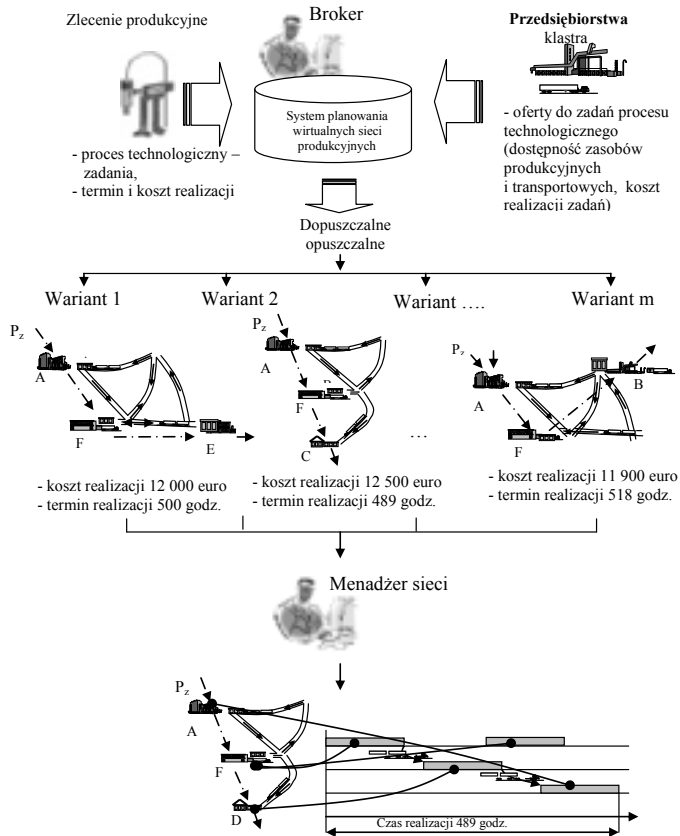 Zlecenie produkcyjne
Broker
Przedsiębiorstwa
klastra
System planowania
wirtualnych sieci
produkcyjnych
- proces technologiczny –
zadania,
- termin i koszt realizacji
- oferty do zadań procesu
technologicznego
(dostępność zasobów
produkcyjnych
i transportowych, koszt
realizacji zadań)
Dopuszczalne
opuszczalne
Wariant 1
Wariant 2
Wariant ….
Wariant m
Pz
A
F
E
Pz
A
F
C
…
Pz
A
F
B
- koszt realizacji 12 000 euro
- termin realizacji 500 godz.
- koszt realizacji 12 500 euro
- termin realizacji 489 godz.
- koszt realizacji 11 900 euro
- termin realizacji 518 godz.
Menadżer sieci
Pz
A
F
D
Czas realizacji 489 godz.